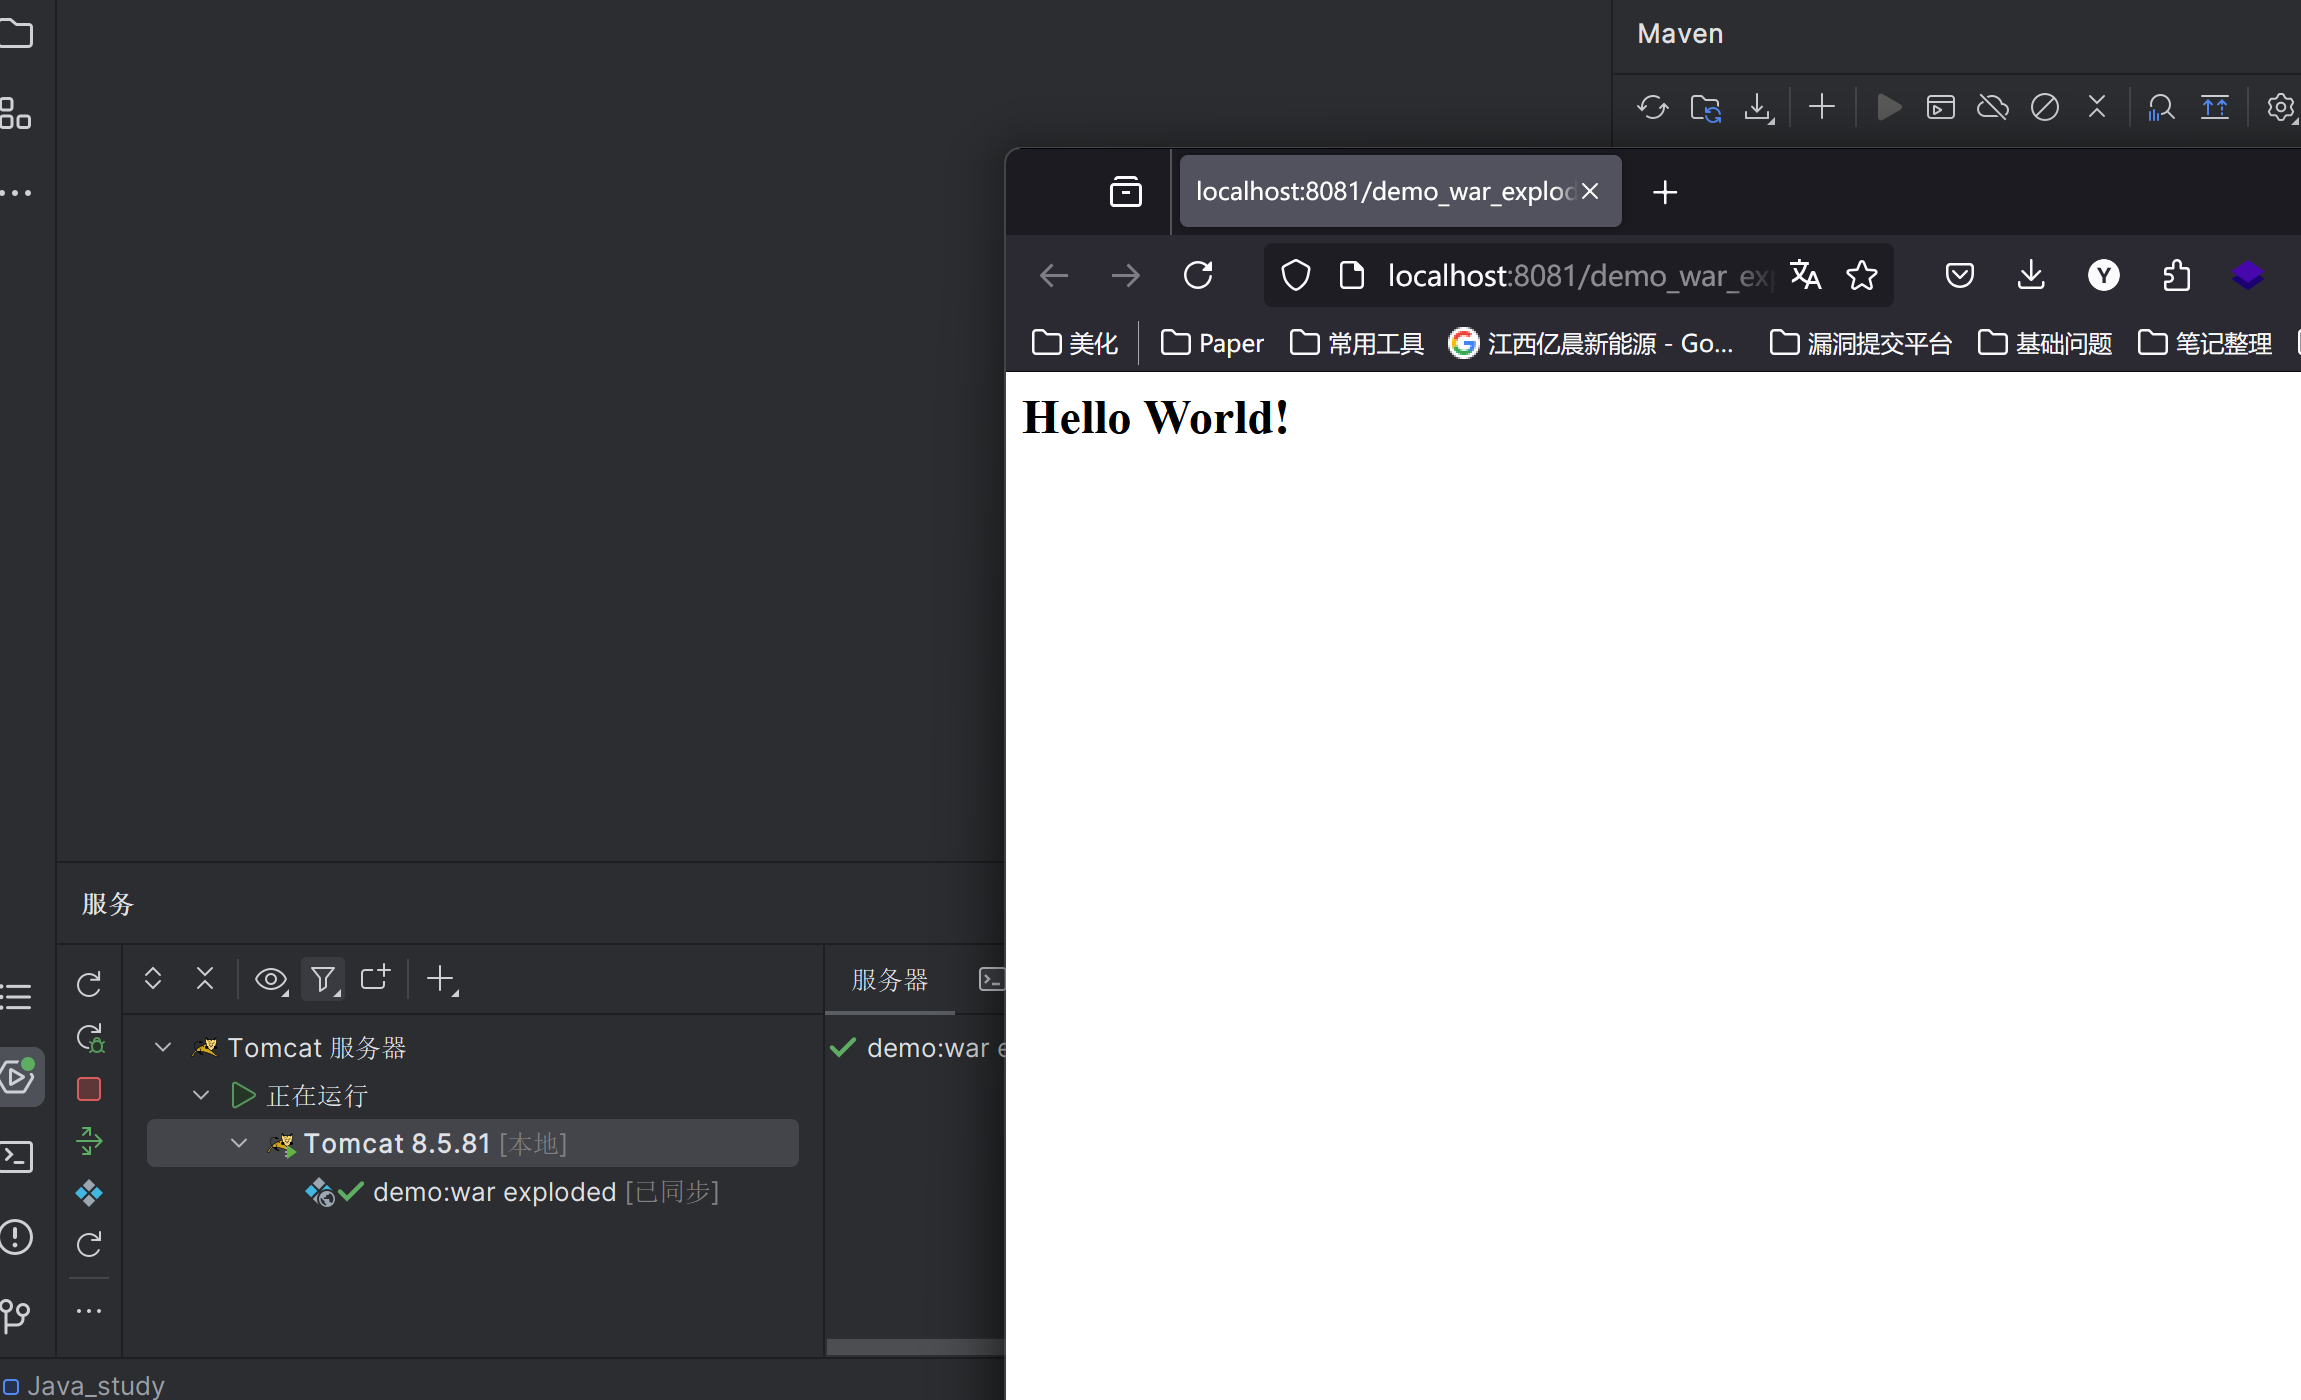 Maven
localhost:8081/demo_war_explod
localhost:8081/demo_war_exp
Y
美化
Paper
常用工具
江西亿晨新能源 - Go...
漏洞提交平台
基础问题
笔记整理
Hello World!
服务
服务器
Tomcat 服务器
demo:war e
正在运行
Tomcat 8.5.81 [本地]
demo:war exploded [已同步]
Java_study